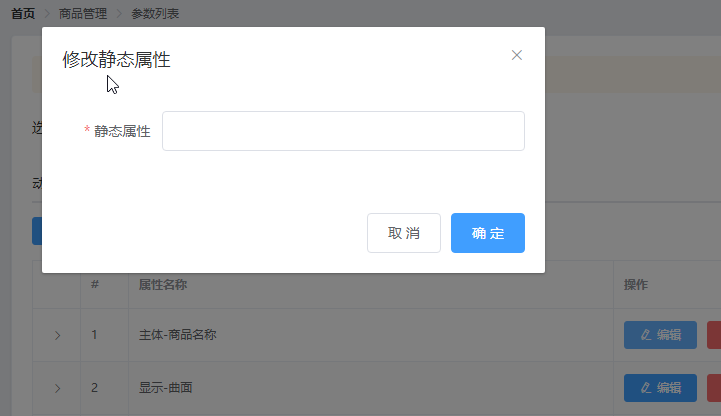 首页 > 商品管理 > 参数列表
修改静态属性
* 静态属性
取 消
确 定
# 属性名称 操作
1 主体-商品名称 编辑
2 显示-曲面 编辑